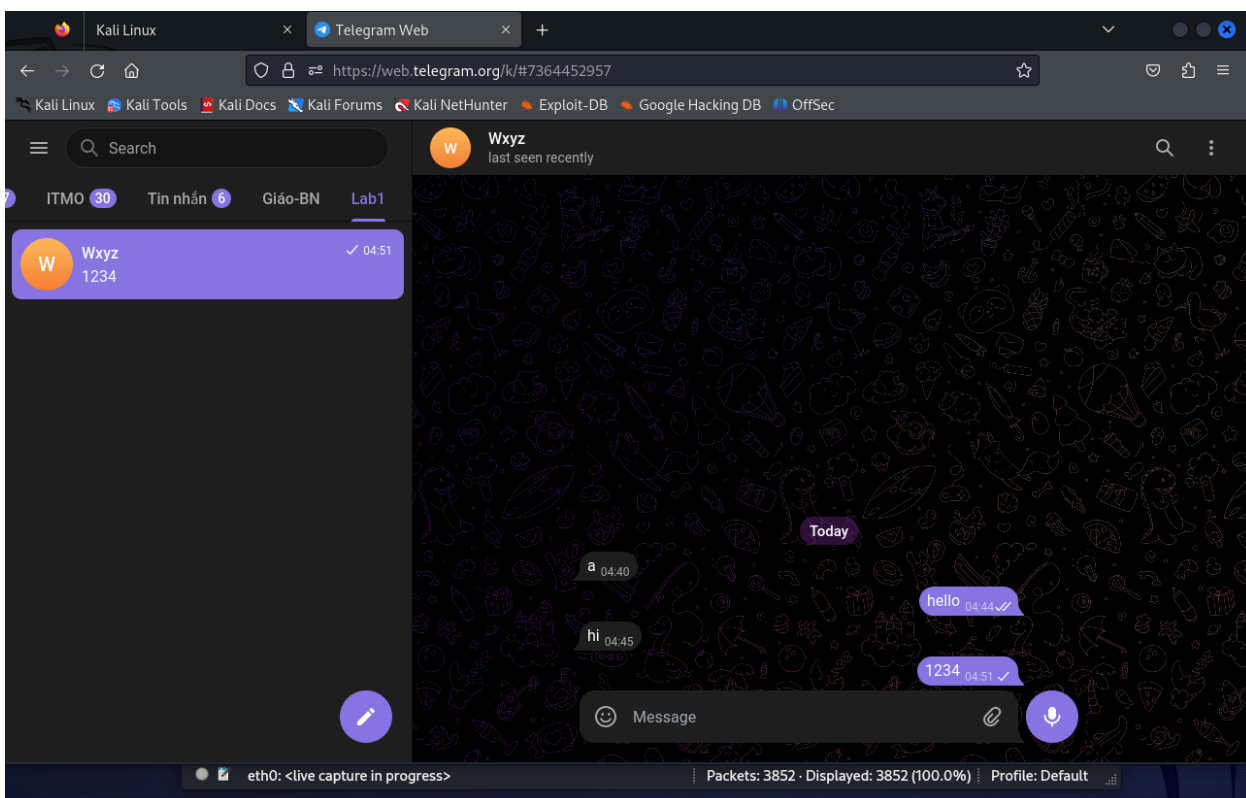 Kali Linux
Telegram Web
https://web.telegram.org/k/#7364452957
Kali Linux Kali Tools Kali Docs Kali Forums Kali NetHunter Exploit-DB Google Hacking DB OffSec
Search
ITMO 30 Tin nhắn 6 Giáo-BN Lab1
W
Wxyz
04:51
1234
W
Wxyz
last seen recently
Today
a 04:40
hello 04:44
hi 04:45
1234 04:51
Message
eth0: <live capture in progress> Packets: 3852 · Displayed: 3852 (100.0%) Profile: Default